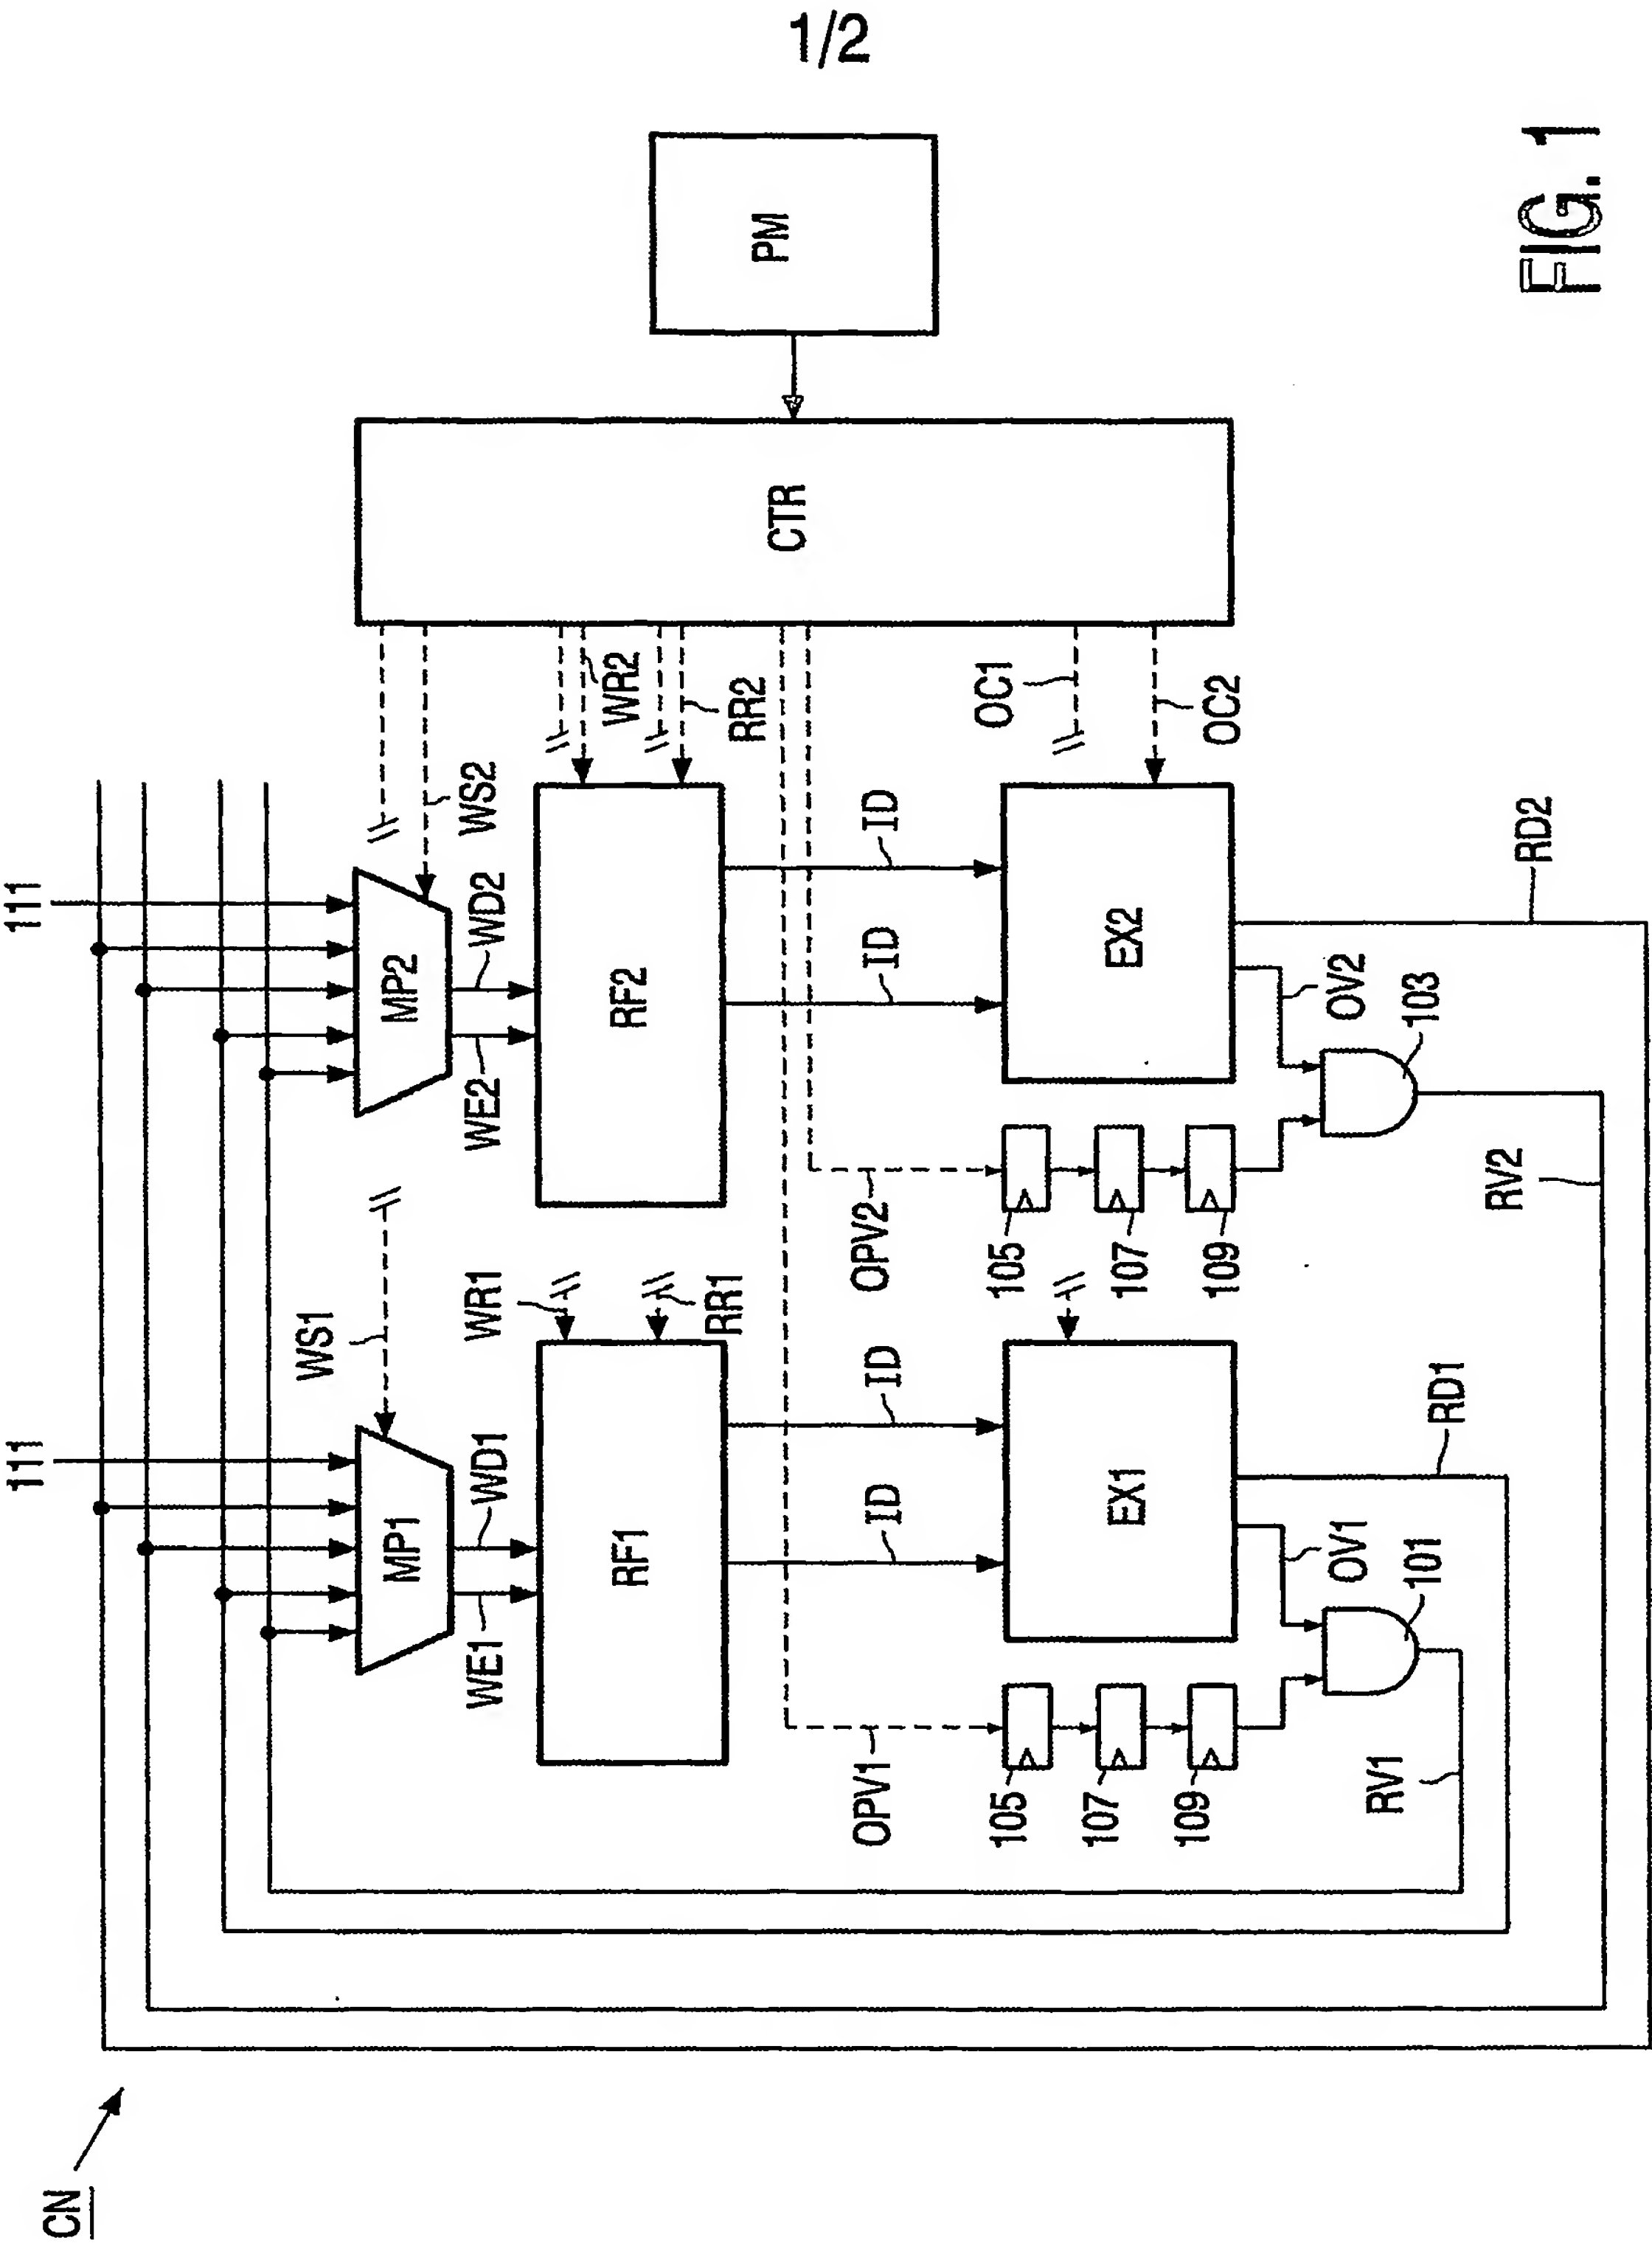 1/2
CN
111
111
WS1
WS2
MP1
MP2
WE1
WD1
WE2
WD2
WR1
RR1
WR2
RR2
RF1
RF2
CTR
PM
ID
ID
ID
ID
OPV1
OPV2
OC1
OC2
105
107
109
EX1
105
107
109
EX2
OV1
101
OV2
103
RV1
RD1
RV2
RD2
FIG. 1